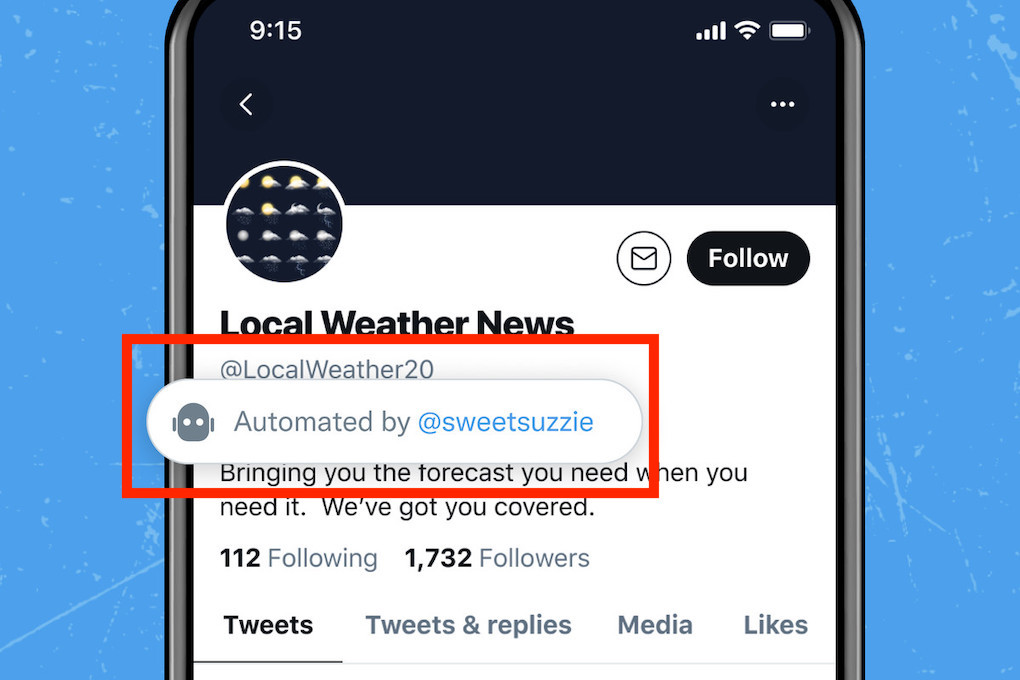 9:15
Local Weather News
Follow
@LocalWeather20
Automated by @sweetsuzzie
Bringing you the forecast you need when you
need it.  We’ve got you covered.
112 Following 1,732 Followers
Tweets Tweets & replies Media Likes